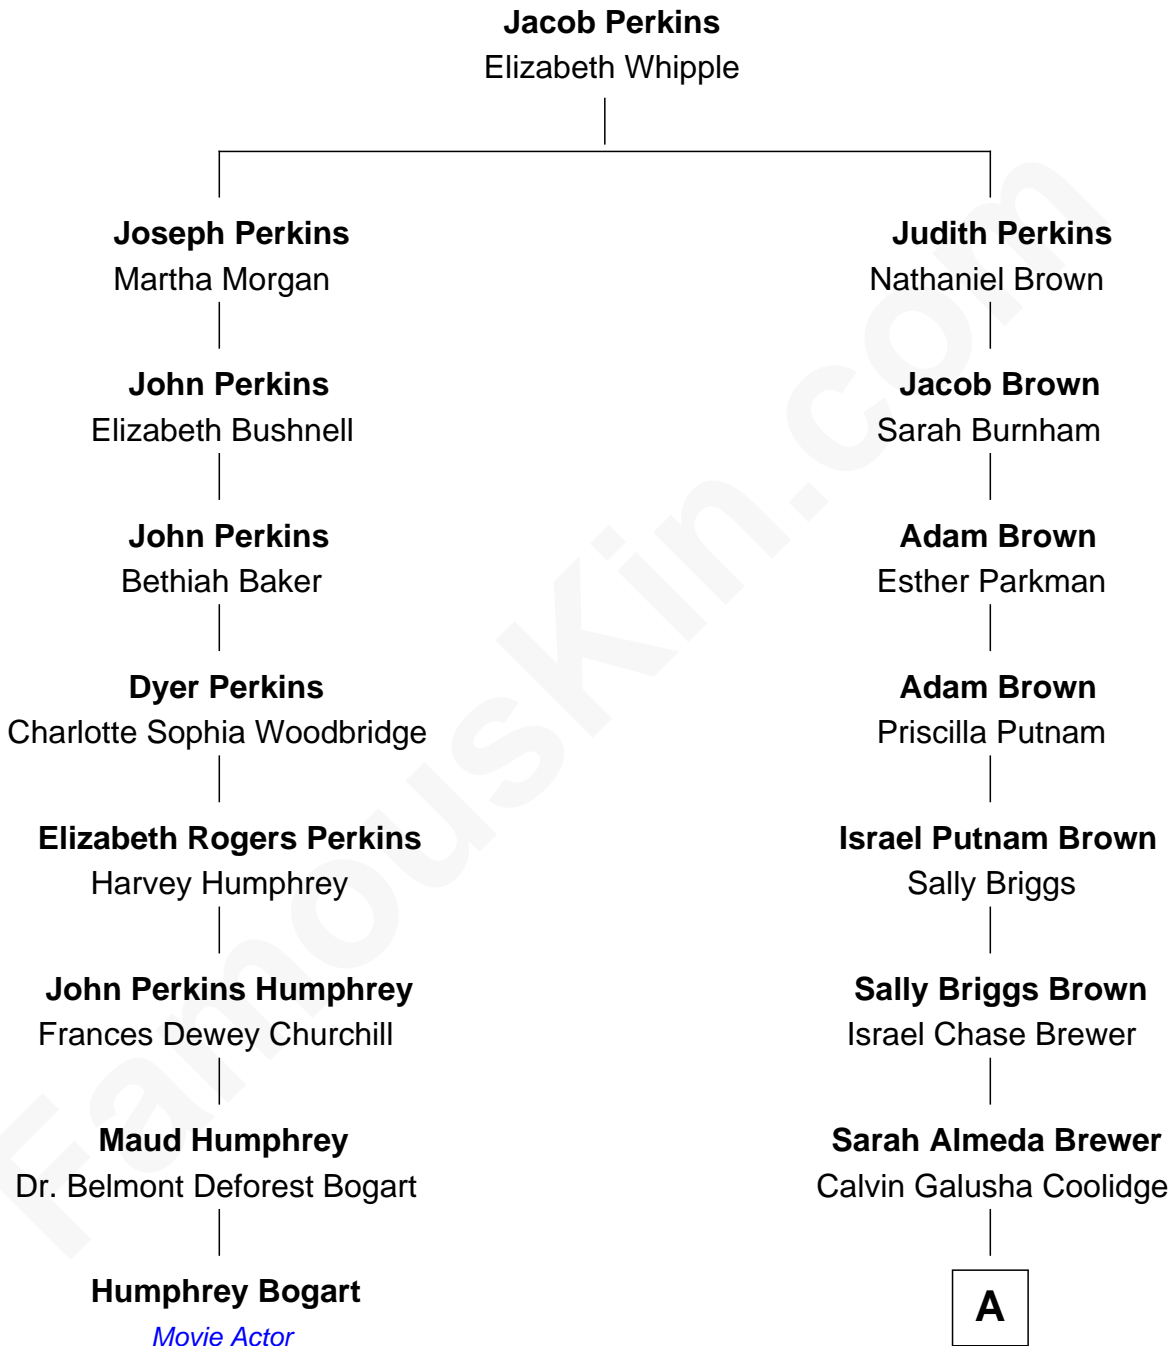 Jacob Perkins
Elizabeth Whipple
Joseph Perkins
Martha Morgan
John Perkins
Elizabeth Bushnell
John Perkins
Bethiah Baker
Dyer Perkins
Charlotte Sophia Woodbridge
Elizabeth Rogers Perkins
Harvey Humphrey
John Perkins Humphrey
Frances Dewey Churchill
Maud Humphrey
Dr. Belmont Deforest Bogart
Humphrey Bogart
Movie Actor
Judith Perkins
Nathaniel Brown
Jacob Brown
Sarah Burnham
Adam Brown
Esther Parkman
Adam Brown
Priscilla Putnam
Israel Putnam Brown
Sally Briggs
Sally Briggs Brown
Israel Chase Brewer
Sarah Almeda Brewer
Calvin Galusha Coolidge
A
FamousKin.com